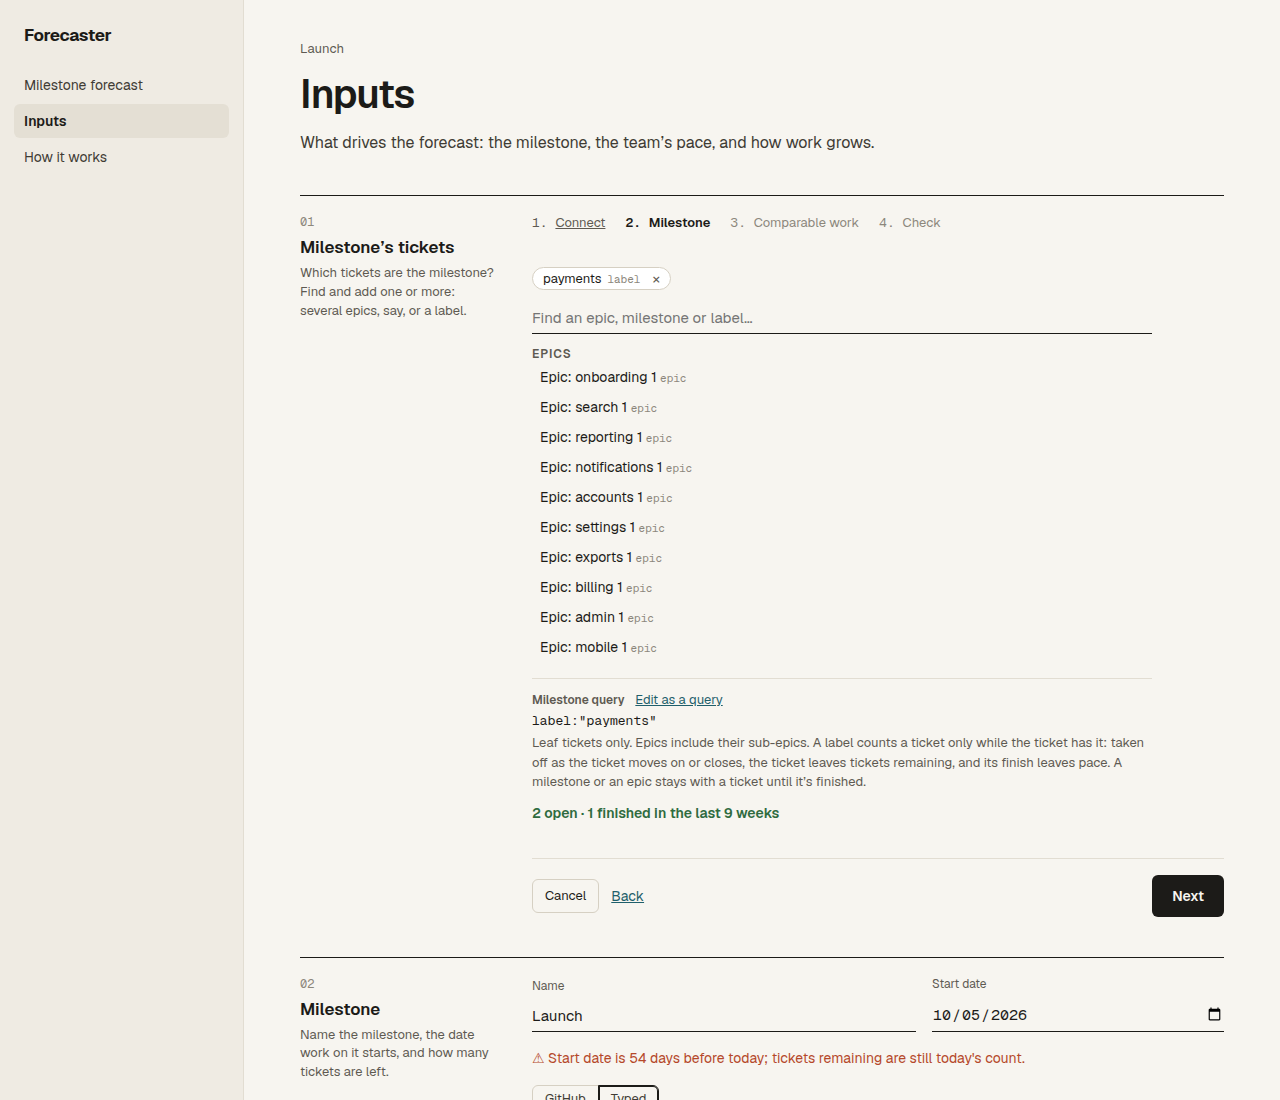 Forecaster
Milestone forecast
Inputs
How it works
Launch
Inputs
What drives the forecast: the milestone, the team’s pace, and how work grows.
01
Milestone’s tickets
Which tickets are the milestone?
Find and add one or more:
several epics, say, or a label.
1. Connect 2. Milestone 3. Comparable work 4. Check
payments label ×
Find an epic, milestone or label…
EPICS
Epic: onboarding 1 epic
Epic: search 1 epic
Epic: reporting 1 epic
Epic: notifications 1 epic
Epic: accounts 1 epic
Epic: settings 1 epic
Epic: exports 1 epic
Epic: billing 1 epic
Epic: admin 1 epic
Epic: mobile 1 epic
Milestone query Edit as a query
label:"payments"
Leaf tickets only. Epics include their sub-epics. A label counts a ticket only while the ticket has it: taken
off as the ticket moves on or closes, the ticket leaves tickets remaining, and its finish leaves pace. A
milestone or an epic stays with a ticket until it’s finished.
2 open · 1 finished in the last 9 weeks
Cancel Back Next
02
Milestone
Name the milestone, the date
work on it starts, and how many
tickets are left.
Name
Launch
Start date
10/05/2026
⚠ Start date is 54 days before today; tickets remaining are still today's count.
GitHub Typed